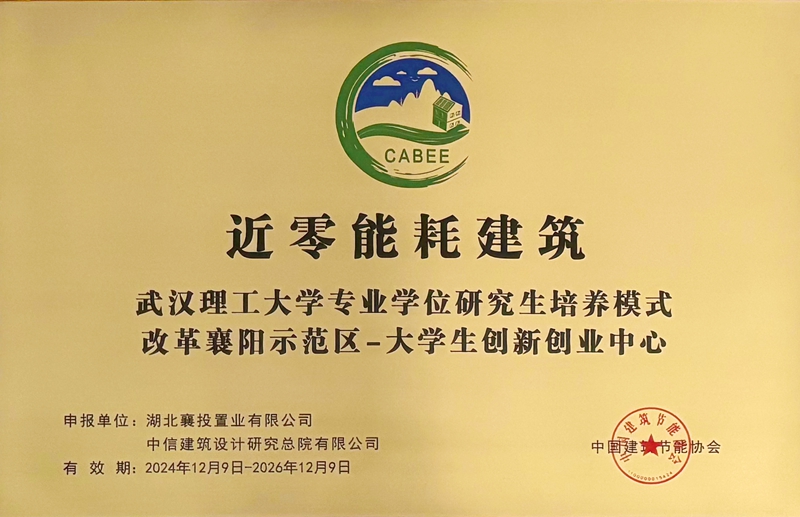 CABEE
近零能耗建筑
武汉理工大学专业学位研究生培养模式
改革襄阳示范区-大学生创新创业中心
申报单位：湖北襄投置业有限公司
中信建筑设计研究总院有限公司
有 效 期：2024年12月9日-2026年12月9日
中国建筑节能协会